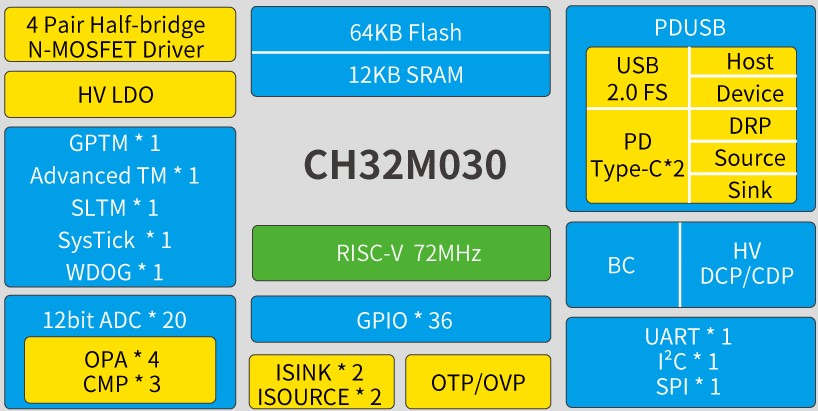 4 Pair Half-bridge
N-MOSFET Driver
HV LDO
GPTM * 1
Advanced TM * 1
SLTM * 1
SysTick * 1
WDOG * 1
12bit ADC * 20
OPA * 4
CMP * 3
64KB Flash
12KB SRAM
CH32M030
RISC-V 72MHz
GPIO * 36
ISINK * 2
ISOURCE * 2
OTP/OVP
PDUSB
USB
2.0 FS
Host
Device
PD
Type-C*2
DRP
Source
Sink
BC
HV
DCP/CDP
UART * 1
I²C * 1
SPI * 1